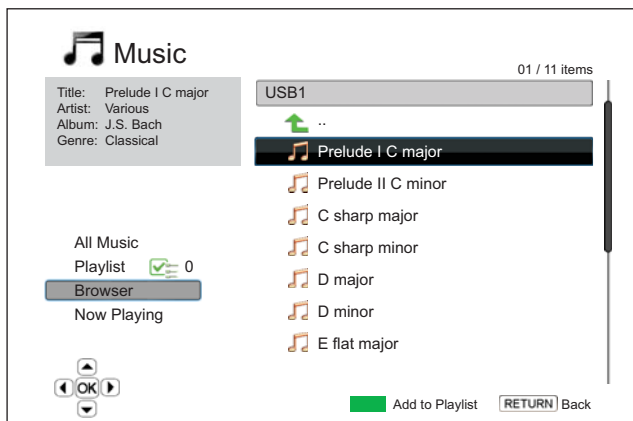 Music
01 / 11 items
Title: Prelude I C major
Artist: Various
Album: J.S. Bach
Genre: Classical
USB1
..
Prelude I C major
Prelude II C minor
C sharp major
C sharp minor
D major
D minor
E flat major
All Music
Playlist 0
Browser
Now Playing
OK
Add to Playlist
RETURN Back